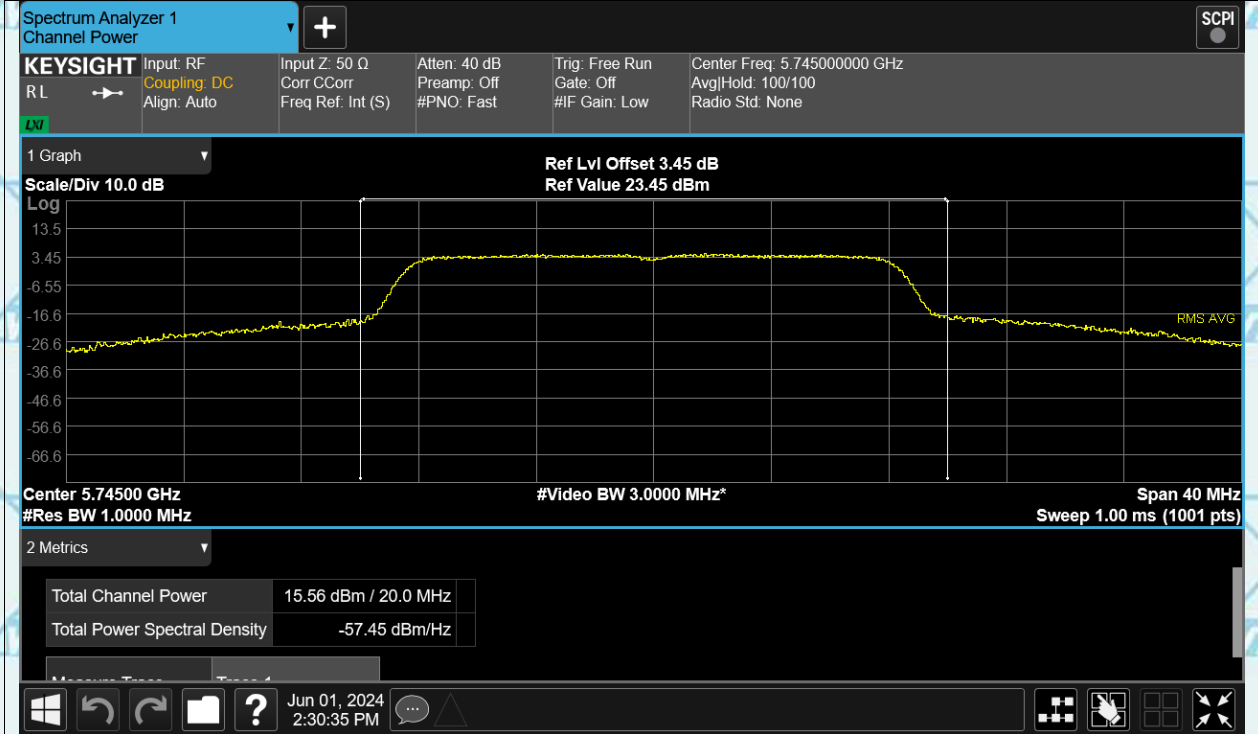 Spectrum Analyzer 1
Channel Power
SCPI
KEYSIGHT
R L
LXI
Input: RF
Coupling: DC
Align: Auto
Input Z: 50 Ω
Corr CCorr
Freq Ref: Int (S)
Atten: 40 dB
Preamp: Off
#PNO: Fast
Trig: Free Run
Gate: Off
#IF Gain: Low
Center Freq: 5.745000000 GHz
Avg|Hold: 100/100
Radio Std: None
1 Graph
Ref Lvl Offset 3.45 dB
Scale/Div 10.0 dB
Ref Value 23.45 dBm
Log
13.5
3.45
-6.55
-16.6
RMS AVG
-26.6
-36.6
-46.6
-56.6
-66.6
Center 5.74500 GHz
#Video BW 3.0000 MHz*
Span 40 MHz
#Res BW 1.0000 MHz
Sweep 1.00 ms (1001 pts)
2 Metrics
Total Channel Power 15.56 dBm / 20.0 MHz
Total Power Spectral Density -57.45 dBm/Hz
Measure Trace Trace 1
?
Jun 01, 2024
2:30:35 PM